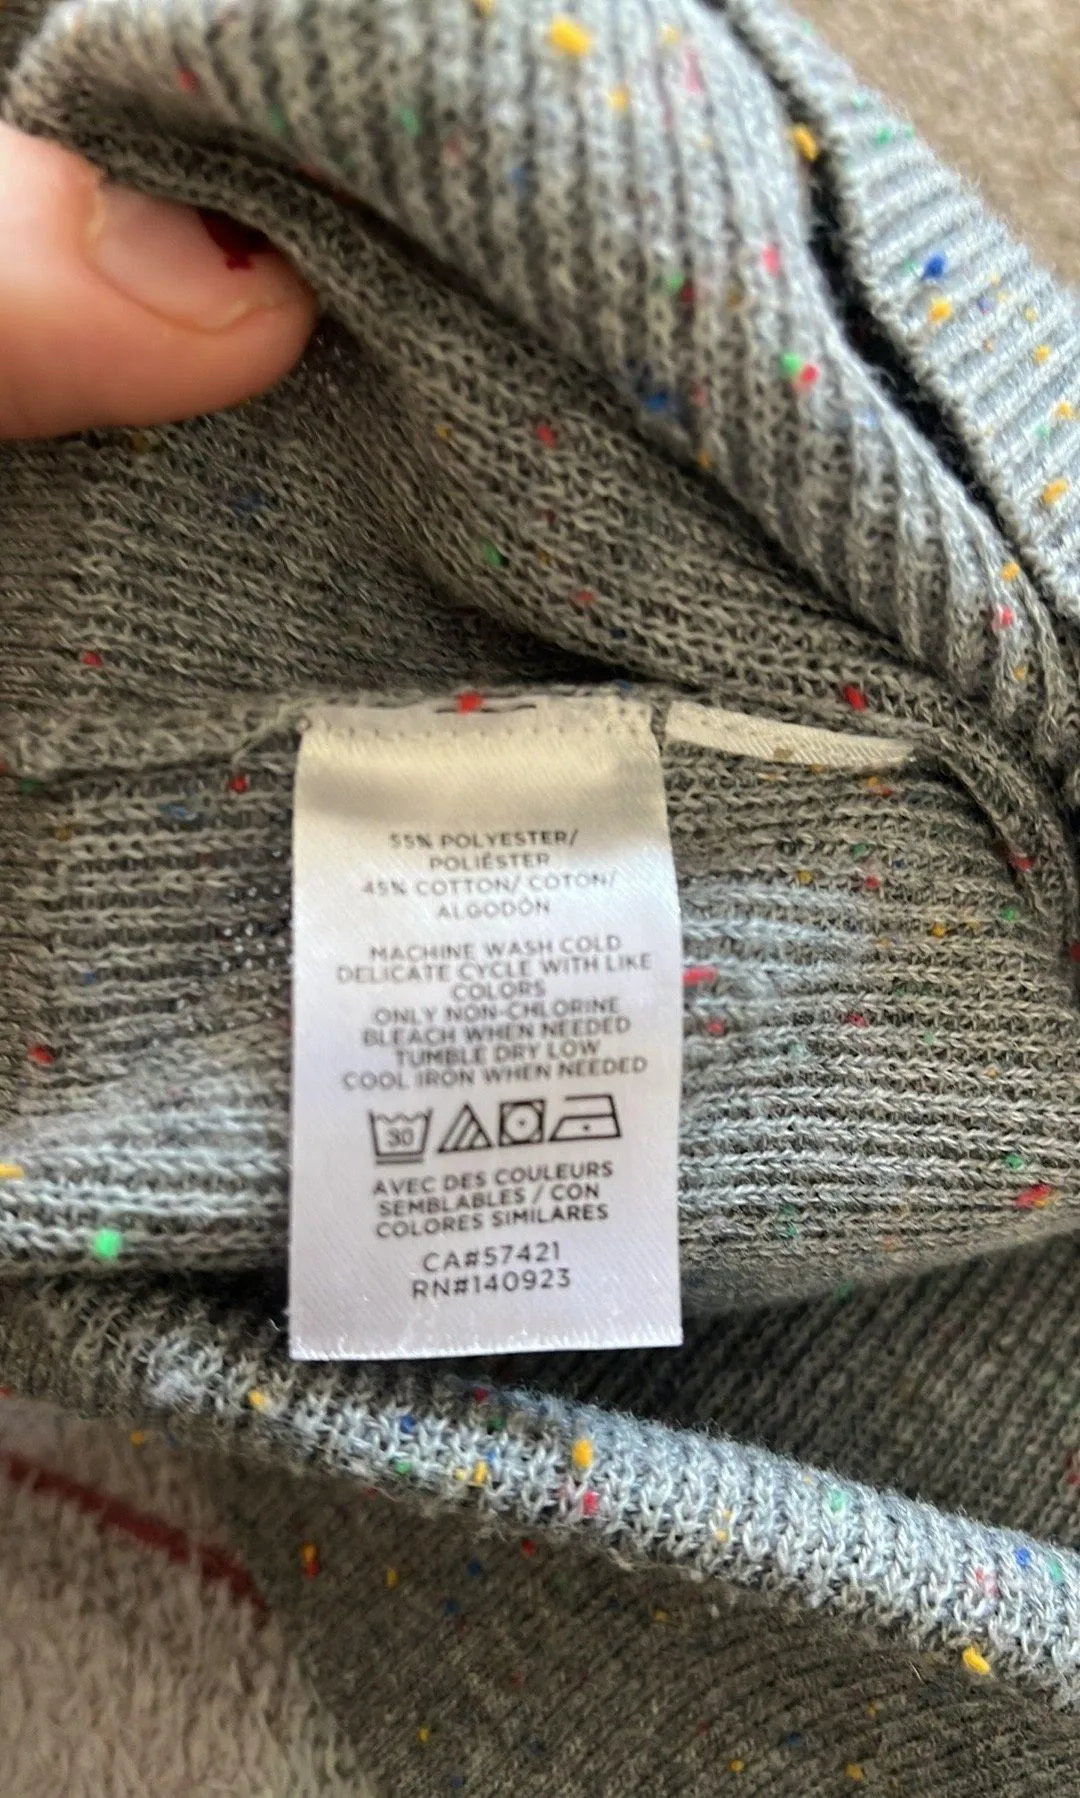 55% POLYESTER/
POLIÉSTER
45% COTTON/ COTON/
ALGODÓN
MACHINE WASH COLD
DELICATE CYCLE WITH LIKE
COLORS
ONLY NON-CHLORINE
BLEACH WHEN NEEDED
TUMBLE DRY LOW
COOL IRON WHEN NEEDED
30
AVEC DES COULEURS
SEMBLABLES / CON
COLORES SIMILARES
CA#57421
RN#140923